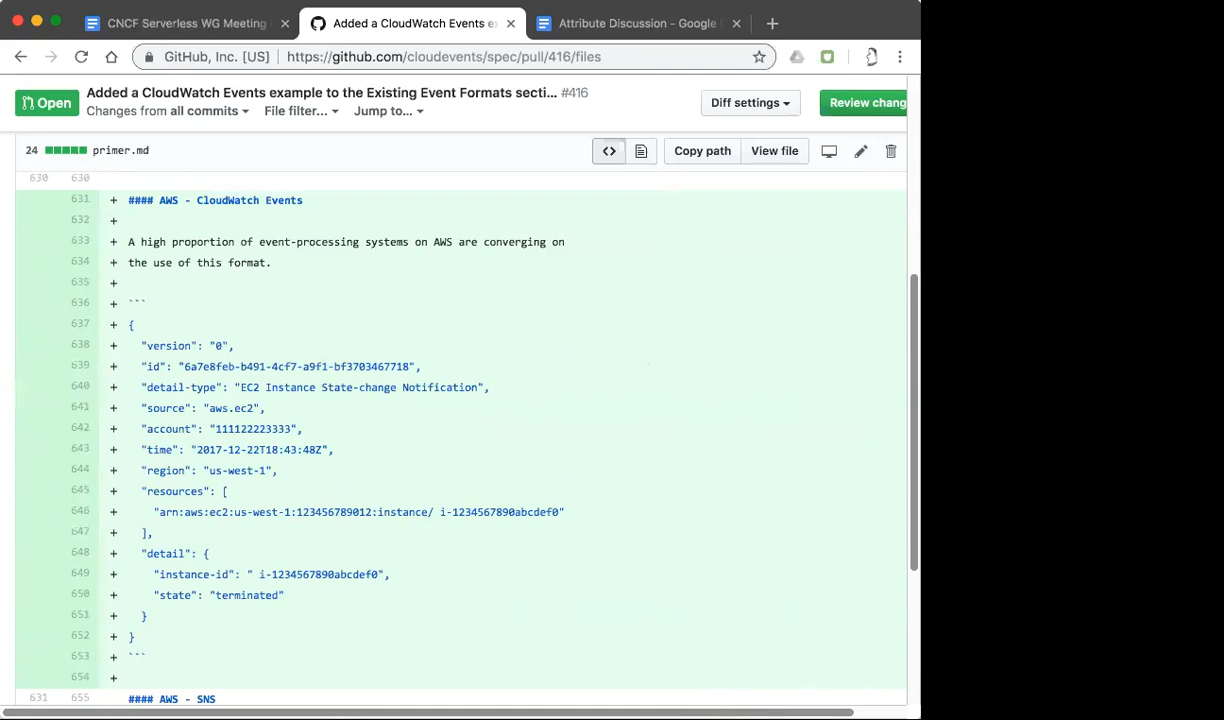 CNCF Serverless WG Meeting
Added a CloudWatch Events e
Attribute Discussion - Google
GitHub, Inc. [US] https://github.com/cloudevents/spec/pull/416/files
Open
Added a CloudWatch Events example to the Existing Event Formats secti... #416
Changes from all commits File filter... Jump to...
Diff settings
Review chang
24 primer.md
<> Copy path View file
630 630
631 + #### AWS - CloudWatch Events
632 +
633 + A high proportion of event-processing systems on AWS are converging on
634 + the use of this format.
635 +
636 + ```
637 + {
638 + "version": "0",
639 + "id": "6a7e8feb-b491-4cf7-a9f1-bf3703467718",
640 + "detail-type": "EC2 Instance State-change Notification",
641 + "source": "aws.ec2",
642 + "account": "111122223333",
643 + "time": "2017-12-22T18:43:48Z",
644 + "region": "us-west-1",
645 + "resources": [
646 + "arn:aws:ec2:us-west-1:123456789012:instance/ i-1234567890abcdef0"
647 + ],
648 + "detail": {
649 + "instance-id": " i-1234567890abcdef0",
650 + "state": "terminated"
651 + }
652 + }
653 + ```
654 +
631 655 #### AWS - SNS